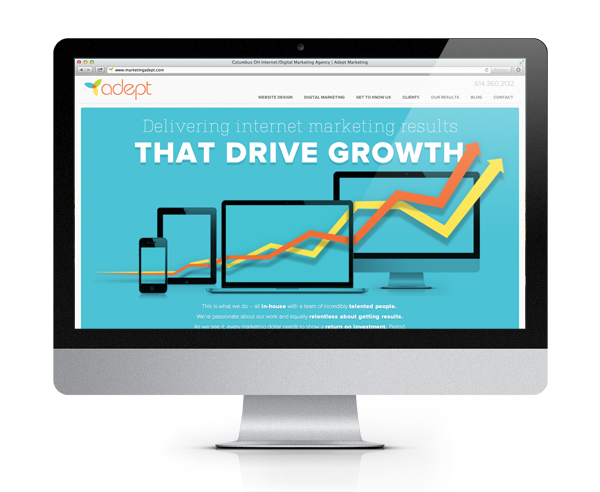 Columbus OH Internet/Digital Marketing Agency | Adept Marketing
www.marketingadept.com
adept
614.360.3132
WEBSITE DESIGN DIGITAL MARKETING GET TO KNOW US CLIENTS OUR RESULTS BLOG CONTACT
Delivering internet marketing results
THAT DRIVE GROWTH
This is what we do – all in-house with a team of incredibly talented people.
We're passionate about our work and equally relentless about getting results.
As we see it, every marketing dollar needs to show a return on investment. Period.